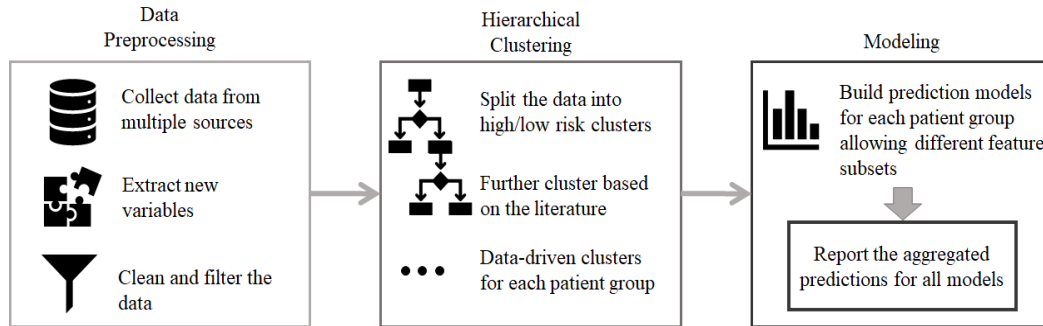 Data
Preprocessing
Collect data from
multiple sources
Extract new
variables
Clean and filter the
data
Hierarchical
Clustering
Split the data into
high/low risk clusters
Further cluster based
on the literature
Data-driven clusters
for each patient group
Modeling
Build prediction models
for each patient group
allowing different feature
subsets
Report the aggregated
predictions for all models